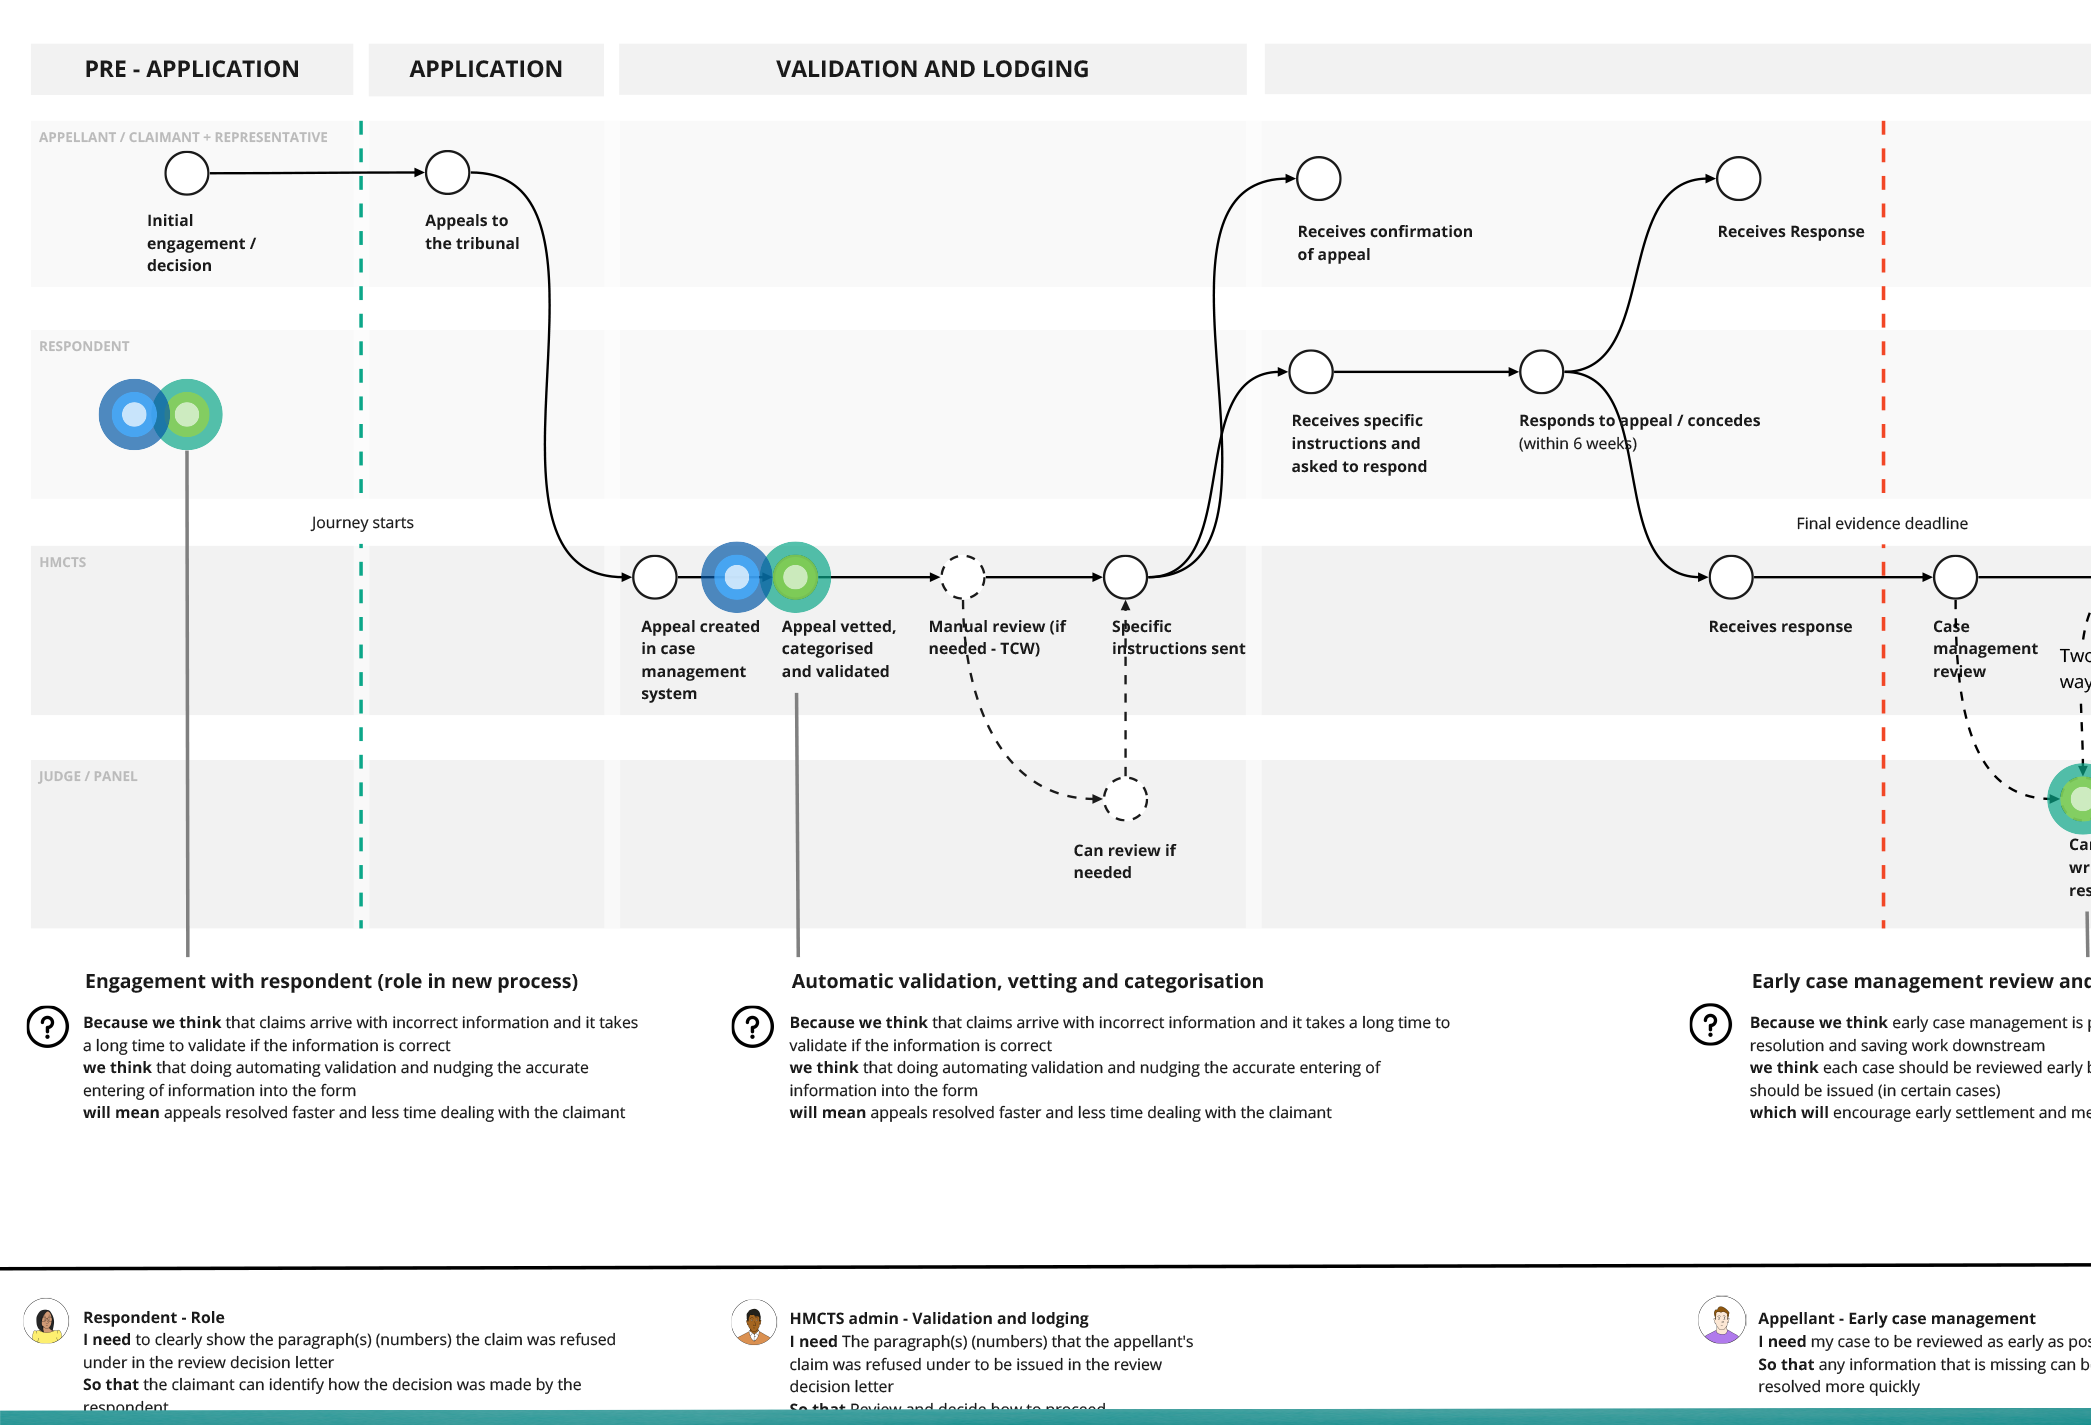 PRE - APPLICATION
APPLICATION
VALIDATION AND LODGING
APPELLANT / CLAIMANT + REPRESENTATIVE
Initial
engagement /
decision
Appeals to
the tribunal
Receives confirmation
of appeal
Receives Response
RESPONDENT
Receives specific
instructions and
asked to respond
Responds to appeal / concedes
(within 6 weeks)
Journey starts
Final evidence deadline
HMCTS
Appeal created
in case
management
system
Appeal vetted,
categorised
and validated
Manual review (if
needed - TCW)
Specific
instructions sent
Receives response
Case
management
review
Two
way
JUDGE / PANEL
Can review if
needed
Engagement with respondent (role in new process)
Because we think that claims arrive with incorrect information and it takes
a long time to validate if the information is correct
we think that doing automating validation and nudging the accurate
entering of information into the form
will mean appeals resolved faster and less time dealing with the claimant
Automatic validation, vetting and categorisation
Because we think that claims arrive with incorrect information and it takes a long time to
validate if the information is correct
we think that doing automating validation and nudging the accurate entering of
information into the form
will mean appeals resolved faster and less time dealing with the claimant
Early case management review and
Because we think early case management is
resolution and saving work downstream
we think each case should be reviewed early
should be issued (in certain cases)
which will encourage early settlement and
Respondent - Role
I need to clearly show the paragraph(s) (numbers) the claim was refused
under in the review decision letter
So that the claimant can identify how the decision was made by the
respondent
HMCTS admin - Validation and lodging
I need The paragraph(s) (numbers) that the appellant's
claim was refused under to be issued in the review
decision letter
So that Review and decide how to proceed
Appellant - Early case management
I need my case to be reviewed as early as
So that any information that is missing can
resolved more quickly